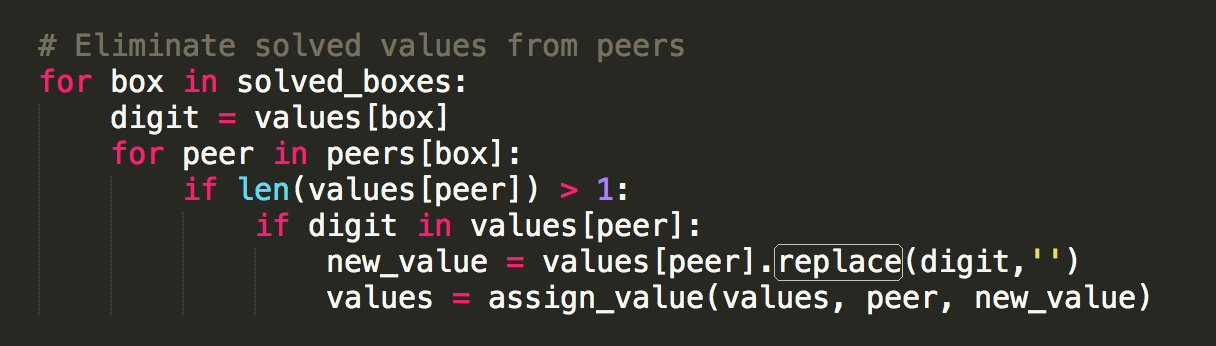 # Eliminate solved values from peers
for box in solved_boxes:
    digit = values[box]
    for peer in peers[box]:
        if len(values[peer]) > 1:
            if digit in values[peer]:
                new_value = values[peer].replace(digit,'')
                values = assign_value(values, peer, new_value)